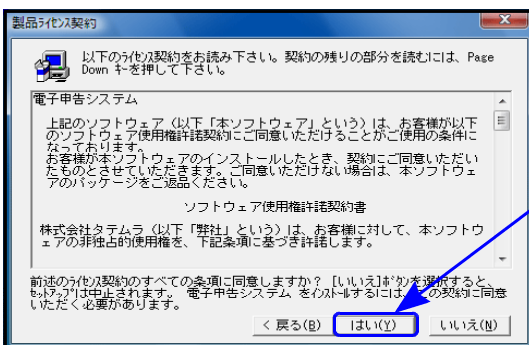 製品ライセンス契約
以下のライセンス契約をお読み下さい。契約の残りの部分を読むには、Page
Down キーを押して下さい。
電子申告システム
上記のソフトウェア（以下「本ソフトウェア」という）は、お客様が以下
のソフトウェア使用権許諾契約にご同意いただけることがご使用の条件に
なっております。
お客様が本ソフトウェアのインストールしたとき、契約にご同意いただい
たものとさせていただきます。ご同意いただけない場合は、本ソフトウェ
アのパッケージをご返品ください。
ソフトウェア使用権許諾契約書
株式会社タテムラ（以下「弊社」という）は、お客様に対して、本ソフトウ
ェアの非独占的使用権を、下記条項に基づき許諾します。
前述のライセンス契約のすべての条項に同意しますか？ [いいえ]ボタンを選択すると、
セットアップは中止されます。 電子申告システム をインストールするには、この契約に同意
いただく必要があります。
< 戻る(B) はい(Y) いいえ(N)